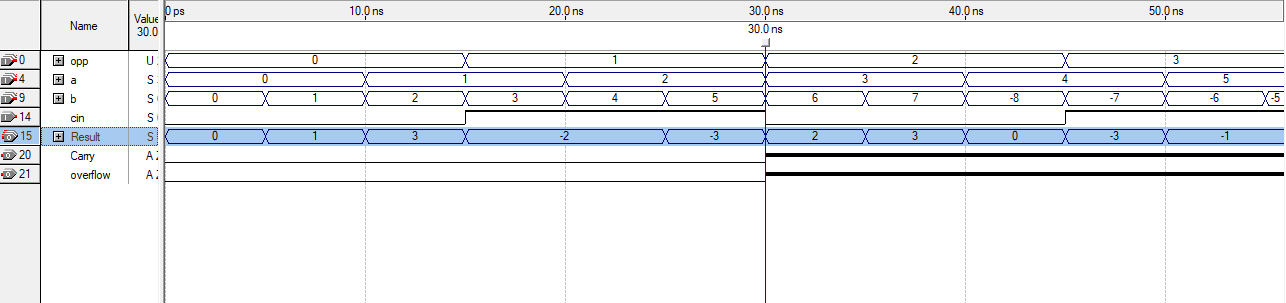 0 ps 10.0 ns 20.0 ns 30.0 ns 40.0 ns 50.0 ns
Name Value 30.0 30.0 ns
0 opp U 0 1 2 3
4 a S 0 1 2 3 4 5
9 b S 0 1 2 3 4 5 6 7 -8 -7 -6 -5
14 cin S
15 Result S 0 1 3 -2 -3 2 3 0 -3 -1
20 Carry A
21 overflow A